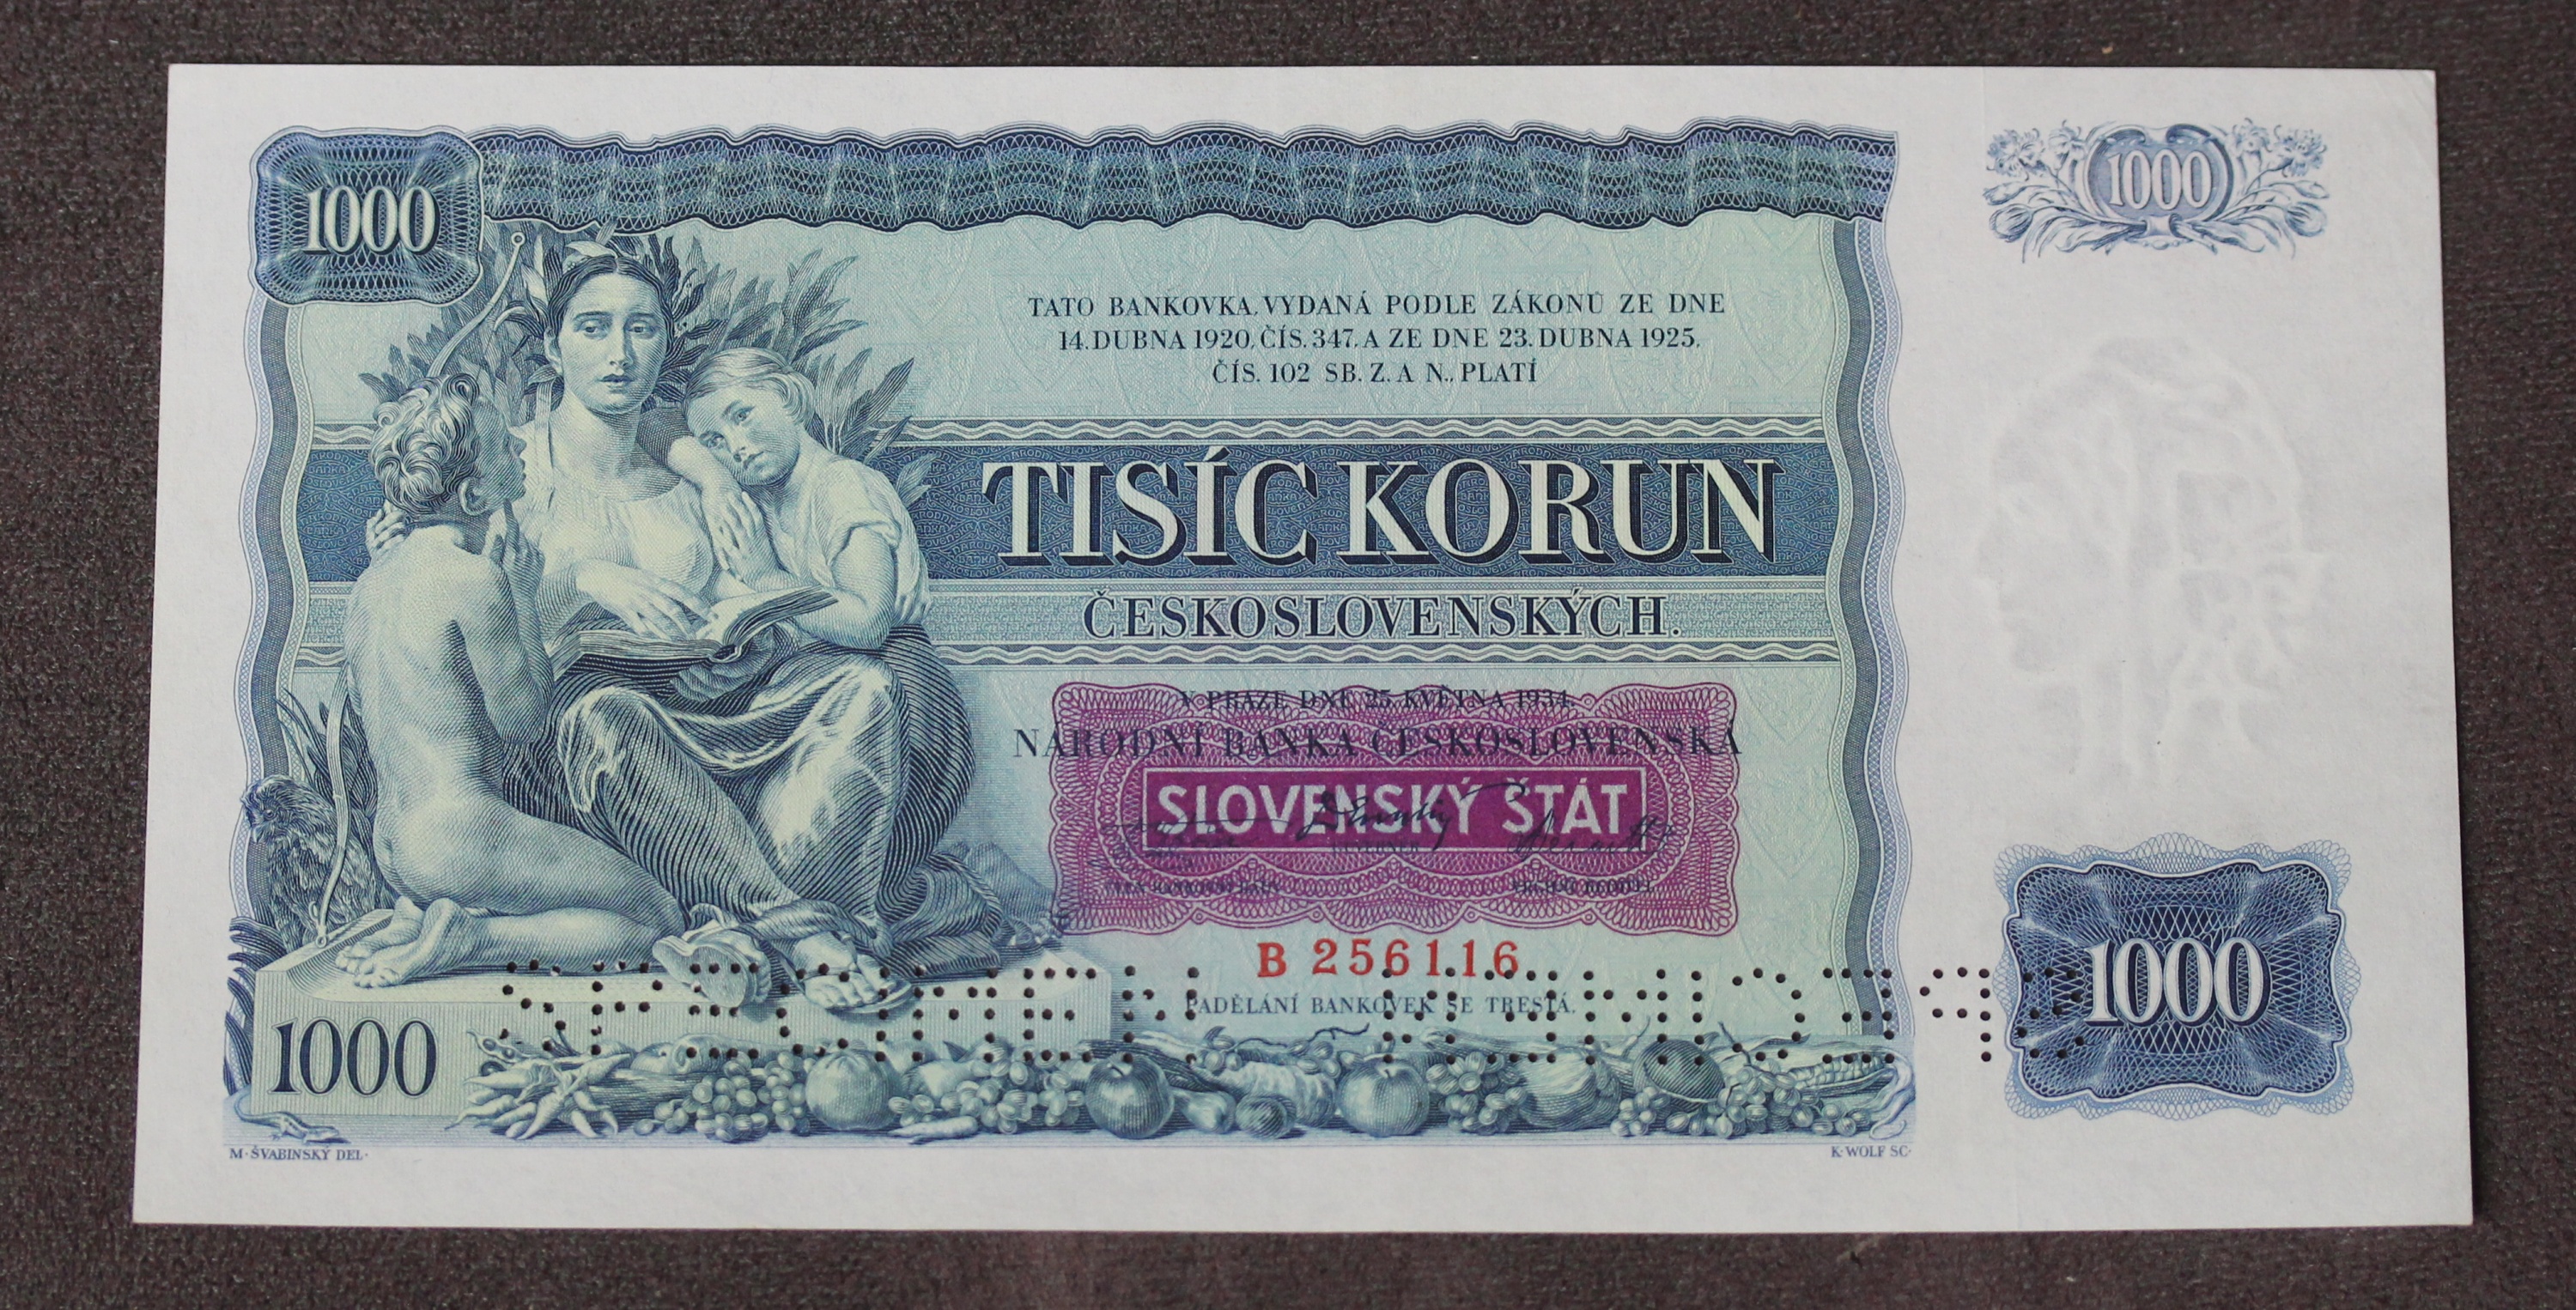 1000
1000
TATO BANKOVKA, VYDANÁ PODLE ZÁKONŮ ZE DNE
14. DUBNA 1920, ČÍS. 347, A ZE DNE 23. DUBNA 1925,
ČÍS. 102 SB. Z. A N., PLATÍ
TISÍC KORUN
ČESKOSLOVENSKÝCH.
V PRAZE DNE 25. KVĚTNA 1934.
NÁRODNÍ BANKA ČESKOSLOVENSKÁ
SLOVENSKÝ ŠTÁT
B 256116
SPECIMEN
PADĚLÁNÍ BANKOVEK SE TRESTÁ.
1000
1000
M·ŠVABINSKÝ DEL·
K·WOLF SC·